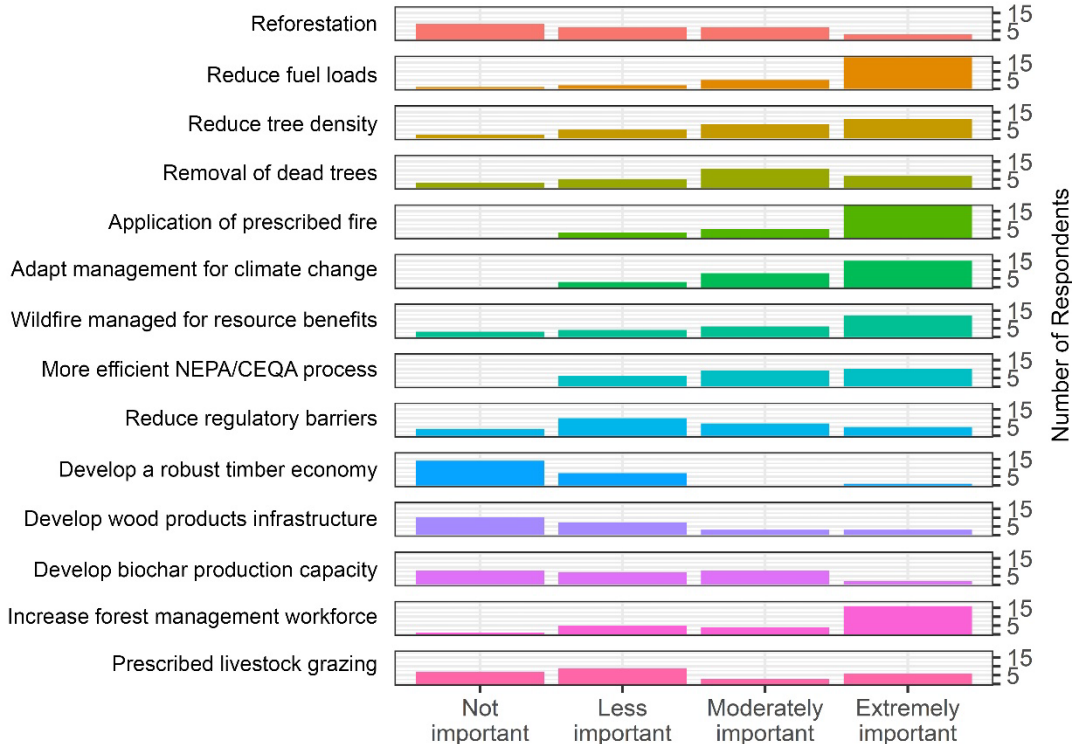 Reforestation
15
5
Reduce fuel loads
15
5
Reduce tree density
15
5
Removal of dead trees
15
5
Application of prescribed fire
15
5
Adapt management for climate change
15
5
Wildfire managed for resource benefits
15
5
More efficient NEPA/CEQA process
15
5
Reduce regulatory barriers
15
5
Develop a robust timber economy
15
5
Develop wood products infrastructure
15
5
Develop biochar production capacity
15
5
Increase forest management workforce
15
5
Prescribed livestock grazing
15
5
Number of Respondents
Not
important
Less
important
Moderately
important
Extremely
important